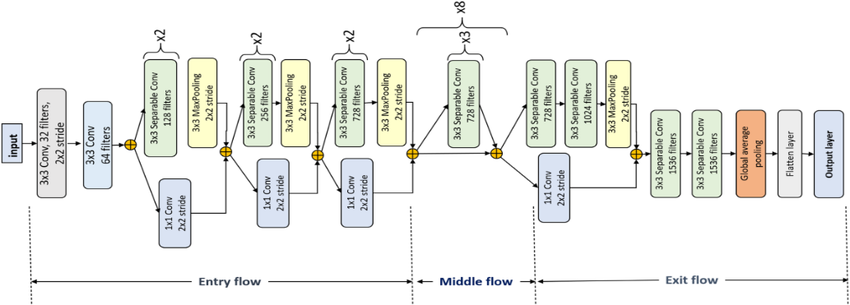 x8
x2
x2
x2
x3
input
3x3 Conv, 32 filters,
2x2 stride
3x3 Conv
64 filters
3x3 Separable Conv
128 filters
3x3 MaxPooling
2x2 stride
1x1 Conv
2x2 stride
3x3 Separable Conv
256 filters
3x3 MaxPooling
2x2 stride
1x1 Conv
2x2 stride
3x3 Separable Conv
728 filters
3x3 MaxPooling
2x2 stride
1x1 Conv
2x2 stride
3x3 Separable Conv
728 filters
3x3 Separable Conv
728 filters
3x3 Separable Conv
1024 filters
3x3 MaxPooling
2x2 stride
1x1 Conv
2x2 stride
3x3 Separable Conv
1536 filters
3x3 Separable Conv
1536 filters
Global average
pooling
Flatten layer
Output layer
Entry flow
Middle flow
Exit flow